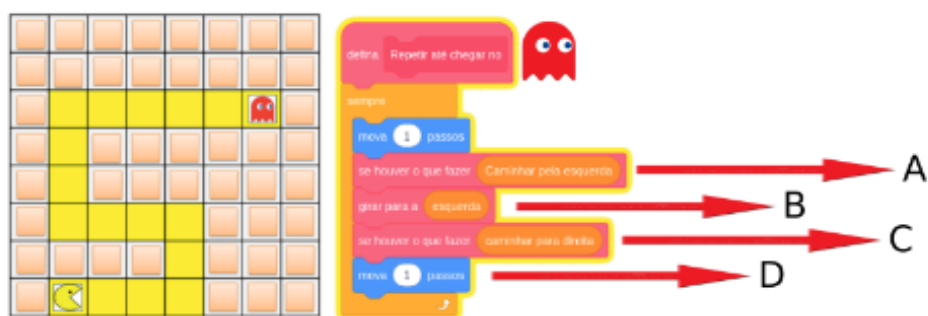 defina Repetir até chegar no
sempre
mova 1 passos
se houver o que fazer Caminhar pela esquerda
A
girar para a esquerda
B
se houver o que fazer caminhar para direita
C
mova 1 passos
D